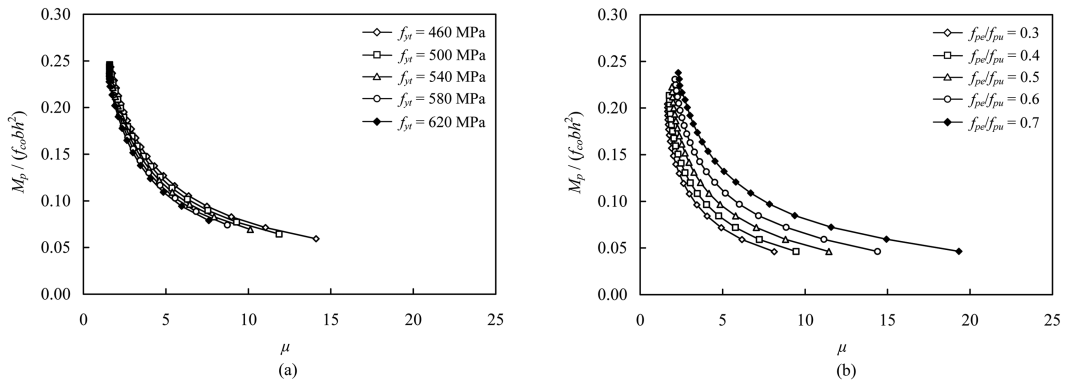 (a)
M_p / (f_co bh²)
0.30
0.25
0.20
0.15
0.10
0.05
0.00
0 5 10 15 20 25
μ
f_yt = 460 MPa
f_yt = 500 MPa
f_yt = 540 MPa
f_yt = 580 MPa
f_yt = 620 MPa
(a)
(b)
M_p / (f_co bh²)
0.30
0.25
0.20
0.15
0.10
0.05
0.00
0 5 10 15 20 25
μ
f_pe/f_pu = 0.3
f_pe/f_pu = 0.4
f_pe/f_pu = 0.5
f_pe/f_pu = 0.6
f_pe/f_pu = 0.7
(b)